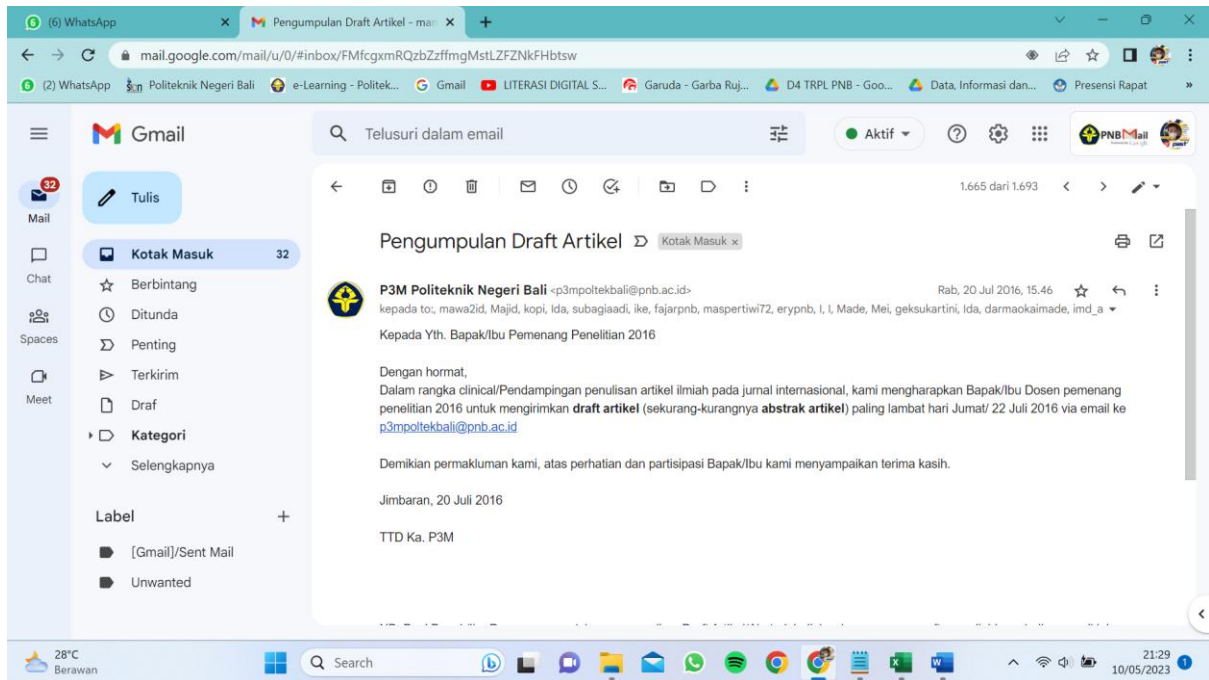 (6) WhatsApp
Pengumpulan Draft Artikel - man
mail.google.com/mail/u/0/#inbox/FMfcgxmRQzbZzffmgMstLZFZNkFHbtsw
(2) WhatsApp
Politeknik Negeri Bali
e-Learning - Politek...
Gmail
LITERASI DIGITAL S...
Garuda - Garba Ruj...
D4 TRPL PNB - Goo...
Data, Informasi dan...
Presensi Rapat
»
Gmail
Telusuri dalam email
Aktif
PNBMail
32
Mail
Chat
Spaces
Meet
Tulis
Kotak Masuk 32
Berbintang
Ditunda
Penting
Terkirim
Draf
Kategori
Selengkapnya
Label +
[Gmail]/Sent Mail
Unwanted
1.665 dari 1.693
Pengumpulan Draft Artikel Kotak Masuk x
P3M Politeknik Negeri Bali <p3mpoltekbali@pnb.ac.id> Rab, 20 Jul 2016, 15.46
kepada to:, mawa2id, Majid, kopi, Ida, subagiaadi, ike, fajarpnb, maspertiwi72, erypnb, I, I, Made, Mei, geksukartini, Ida, darmaokaimade, imd_a
Kepada Yth. Bapak/Ibu Pemenang Penelitian 2016
Dengan hormat,
Dalam rangka clinical/Pendampingan penulisan artikel ilmiah pada jurnal internasional, kami mengharapkan Bapak/Ibu Dosen pemenang
penelitian 2016 untuk mengirimkan draft artikel (sekurang-kurangnya abstrak artikel) paling lambat hari Jumat/ 22 Juli 2016 via email ke
p3mpoltekbali@pnb.ac.id
Demikian permakluman kami, atas perhatian dan partisipasi Bapak/Ibu kami menyampaikan terima kasih.
Jimbaran, 20 Juli 2016
TTD Ka. P3M
28°C
Berawan
Search
21:29
10/05/2023
1